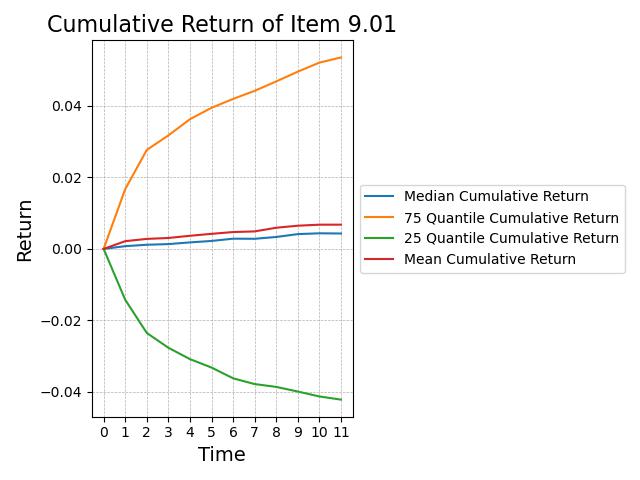 Cumulative Return of Item 9.01
Return
0.04
0.02
0.00
−0.02
−0.04
0 1 2 3 4 5 6 7 8 9 10 11
Time
Median Cumulative Return
75 Quantile Cumulative Return
25 Quantile Cumulative Return
Mean Cumulative Return